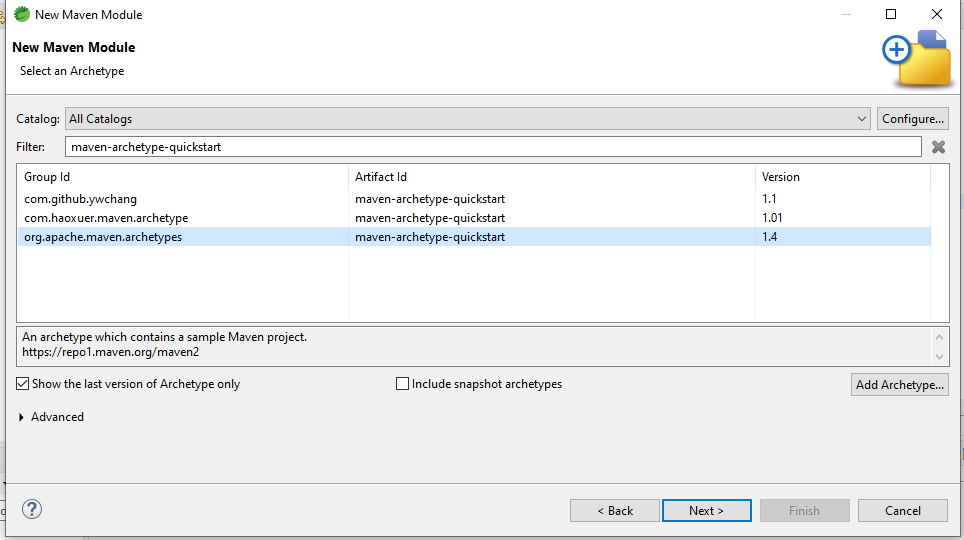 New Maven Module
New Maven Module
Select an Archetype
Catalog: All Catalogs Configure...
Filter: maven-archetype-quickstart
Group Id Artifact Id Version
com.github.ywchang maven-archetype-quickstart 1.1
com.haoxuer.maven.archetype maven-archetype-quickstart 1.01
org.apache.maven.archetypes maven-archetype-quickstart 1.4
An archetype which contains a sample Maven project.
https://repo1.maven.org/maven2
Show the last version of Archetype only Include snapshot archetypes Add Archetype...
Advanced
? < Back Next > Finish Cancel